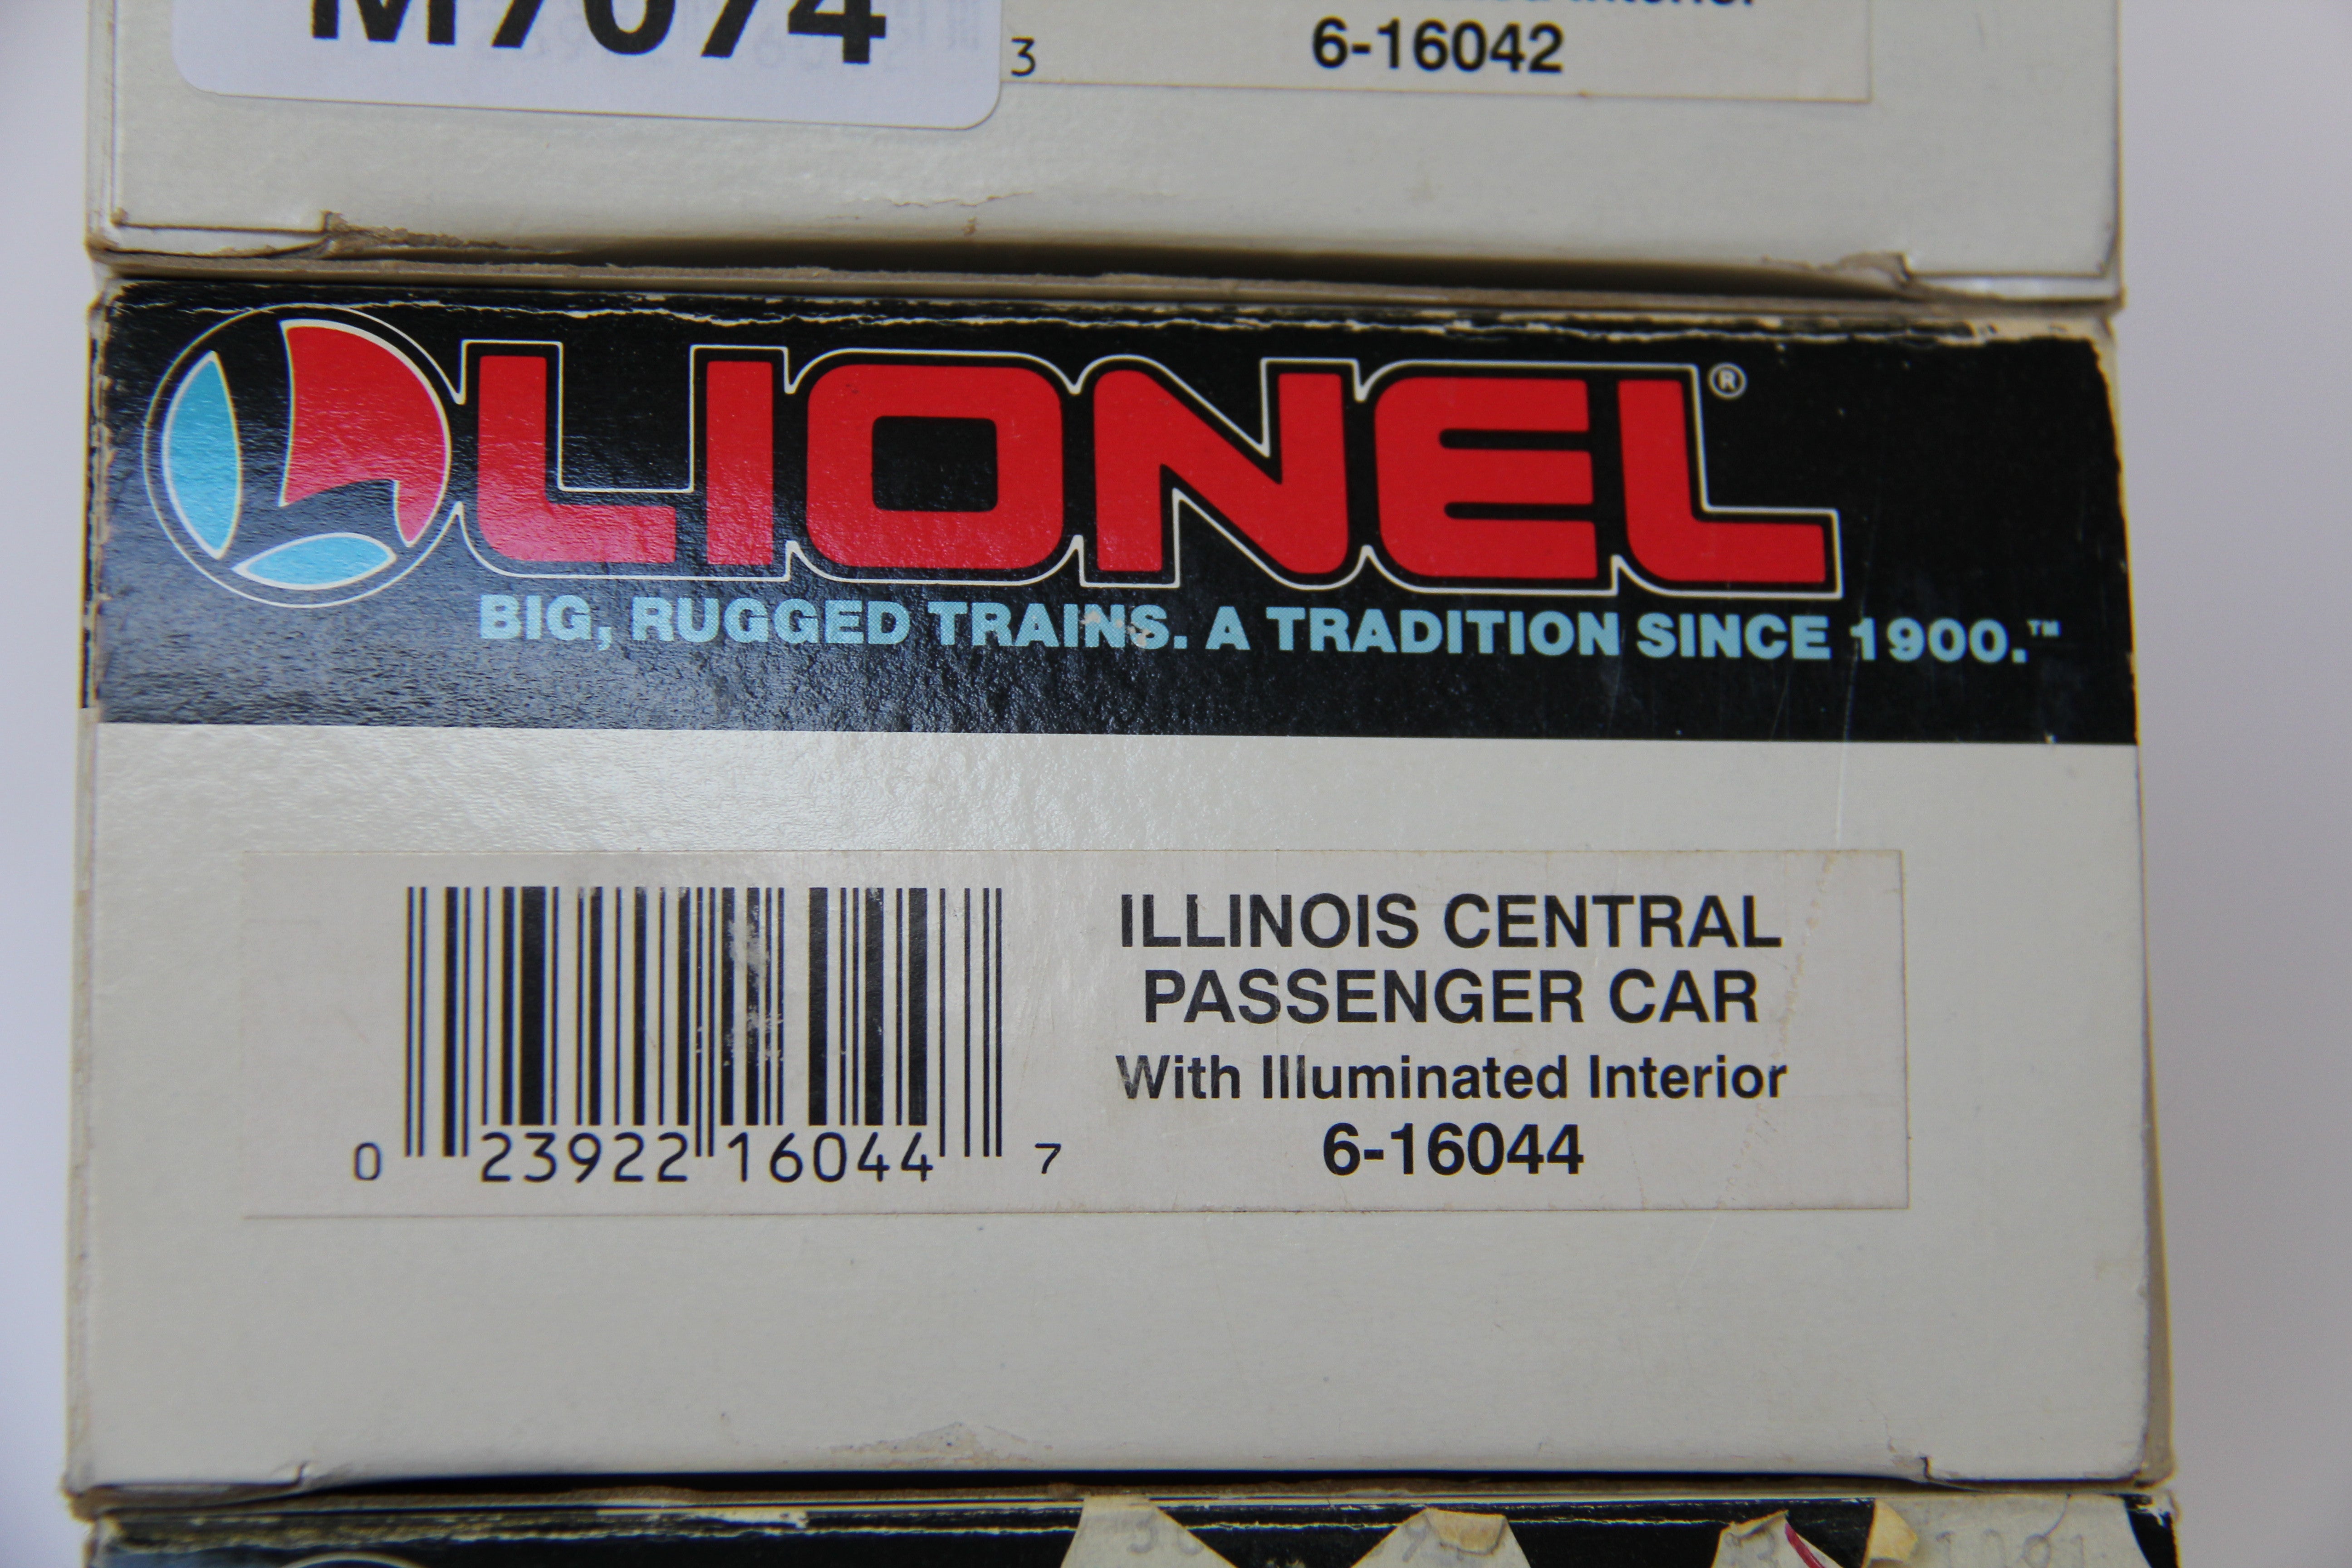 M7074
3
Interior
6-16042
LIONEL®
BIG, RUGGED TRAINS. A TRADITION SINCE 1900.™
ILLINOIS CENTRAL
PASSENGER CAR
With Illuminated Interior
6-16044
0 23922 16044 7